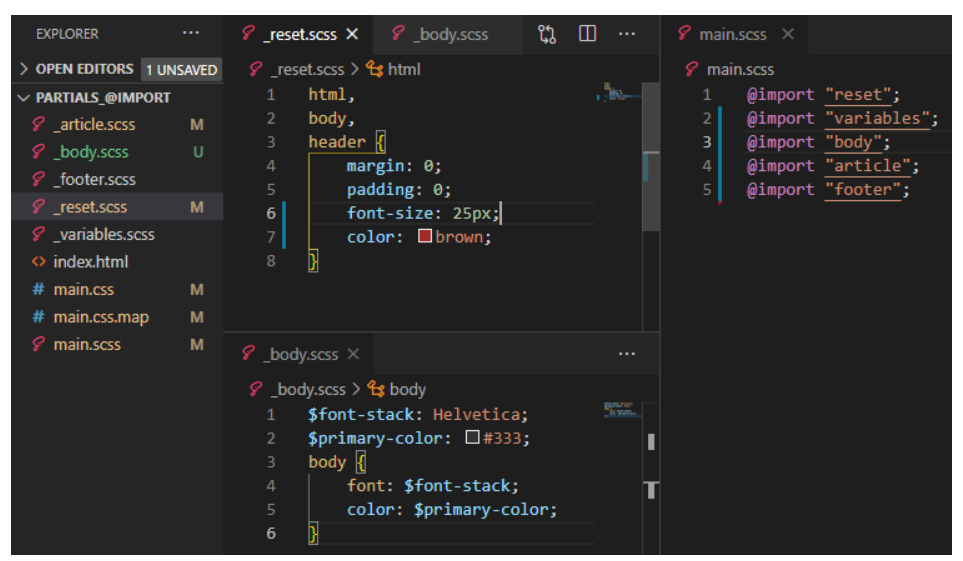 EXPLORER ···
OPEN EDITORS 1 UNSAVED
PARTIALS_@IMPORT
_article.scss M
_body.scss U
_footer.scss
_reset.scss M
_variables.scss
<> index.html
# main.css M
# main.css.map M
main.scss M
_reset.scss × _body.scss ···
_reset.scss > html
1 html,
2 body,
3 header {
4 margin: 0;
5 padding: 0;
6 font-size: 25px;
7 color: brown;
8 }
_body.scss × ···
_body.scss > body
1 $font-stack: Helvetica;
2 $primary-color: #333;
3 body {
4 font: $font-stack;
5 color: $primary-color;
6 }
main.scss ×
main.scss
1 @import "reset";
2 @import "variables";
3 @import "body";
4 @import "article";
5 @import "footer";